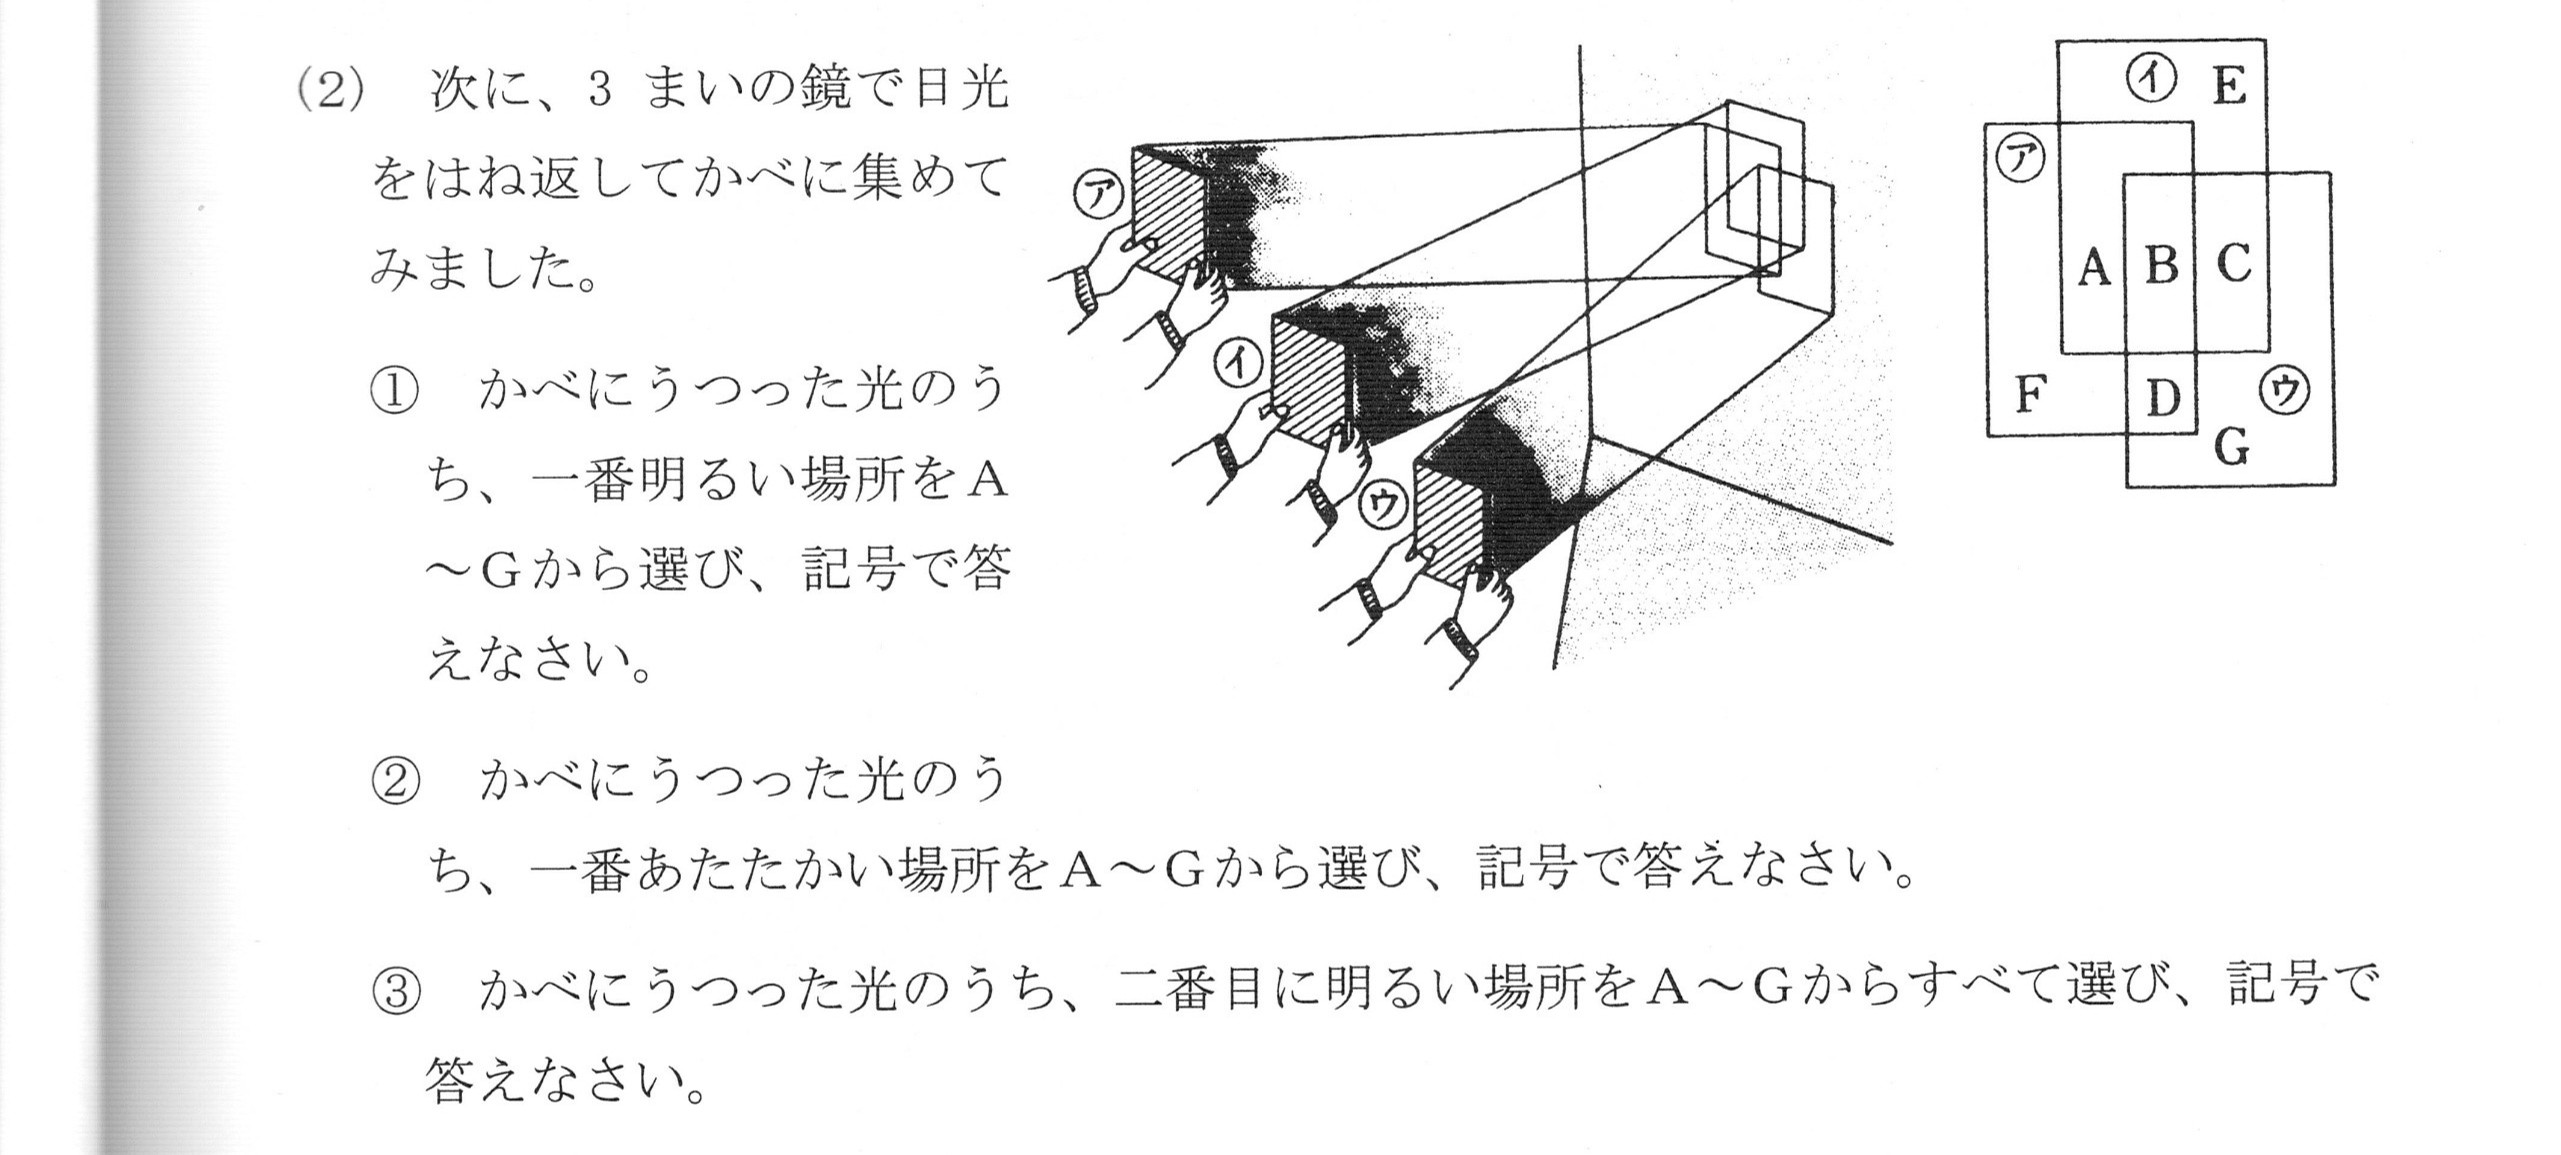 (2) 次に、3 まいの鏡で日光
をはね返してかべに集めて
みました。
① かべにうつった光のう
ち、一番明るい場所をA
～Gから選び、記号で答
えなさい。
② かべにうつった光のう
ち、一番あたたかい場所をA～Gから選び、記号で答えなさい。
③ かべにうつった光のうち、二番目に明るい場所をA～Gからすべて選び、記号で
答えなさい。
㋐
㋑
㋒
㋑ E
㋐
A B C
F D ㋒
G